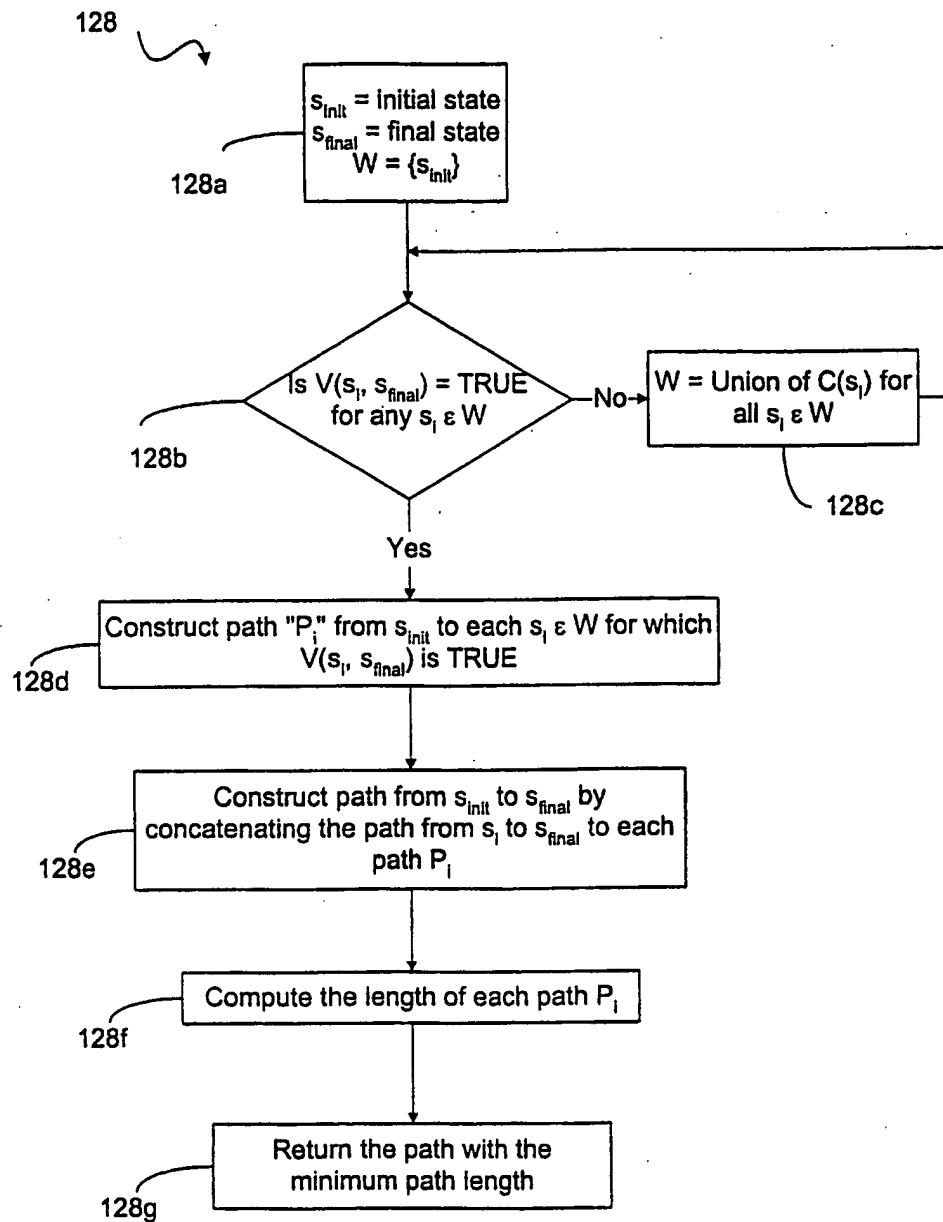 128
s_init = initial state
s_final = final state
W = {s_init}
128a
Is V(s_i, s_final) = TRUE
for any s_i ε W
128b
No
W = Union of C(s_i) for
all s_i ε W
128c
Yes
Construct path "P_i" from s_init to each s_i ε W for which
V(s_i, s_final) is TRUE
128d
Construct path from s_init to s_final by
concatenating the path from s_i to s_final to each
path P_i
128e
Compute the length of each path P_i
128f
Return the path with the
minimum path length
128g